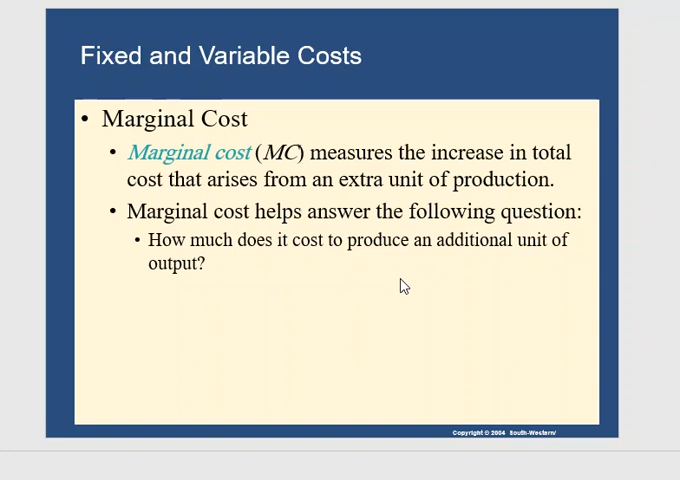 Fixed and Variable Costs
• Marginal Cost
• Marginal cost (MC) measures the increase in total
cost that arises from an extra unit of production.
• Marginal cost helps answer the following question:
• How much does it cost to produce an additional unit of
output?
Copyright © 2004 South-Western/